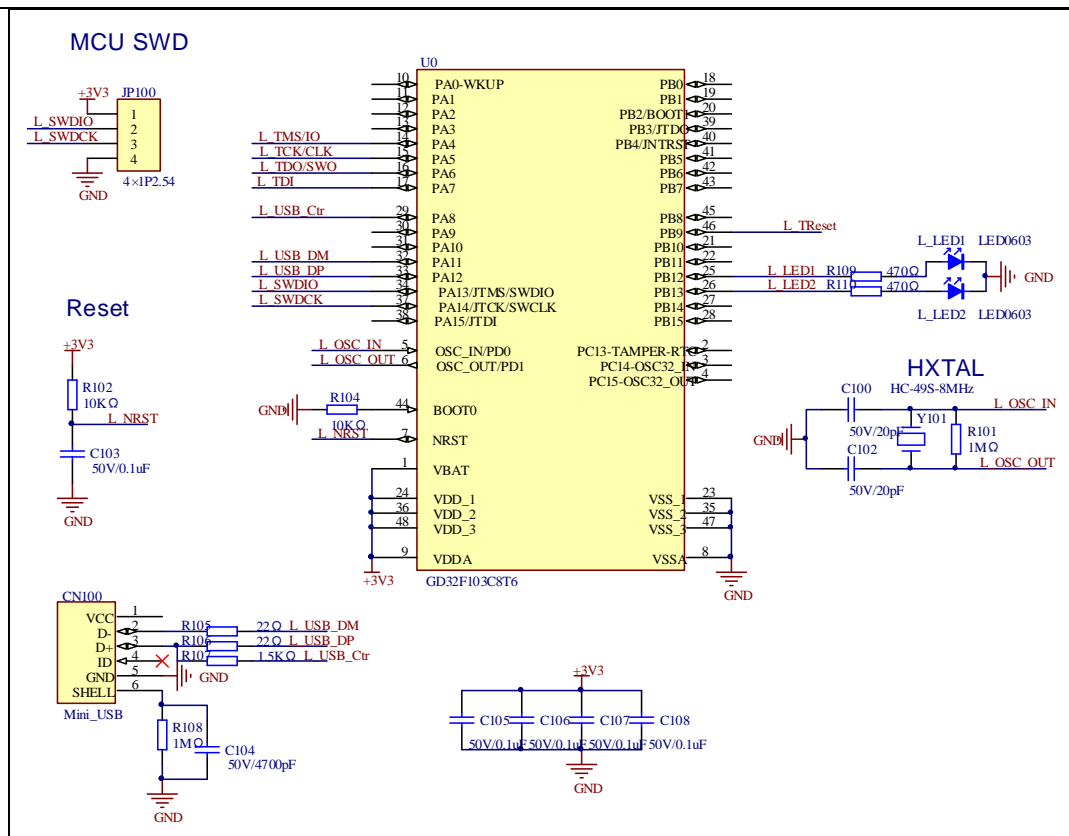 MCU SWD
JP100
+3V3
1
L_SWDIO 2
L_SWDCK 3
4
4×1P2.54
GND
Reset
+3V3
R102
10KΩ
L_NRST
C103
50V/0.1uF
GND
U0
10 PA0-WKUP
11 PA1
12 PA2
13 PA3
L_TMS/IO 14 PA4
L_TCK/CLK 15 PA5
L_TDO/SWO 16 PA6
L_TDI 17 PA7
L_USB_Ctr 29 PA8
30 PA9
31 PA10
L_USB_DM 32 PA11
L_USB_DP 33 PA12
L_SWDIO 34 PA13/JTMS/SWDIO
L_SWDCK 37 PA14/JTCK/SWCLK
38 PA15/JTDI
L_OSC_IN 5 OSC_IN/PD0
L_OSC_OUT 6 OSC_OUT/PD1
GND R104 44 BOOT0
10KΩ
L_NRST 7 NRST
1 VBAT
24 VDD_1
36 VDD_2
48 VDD_3
9 VDDA
+3V3
GD32F103C8T6
PB0 18
PB1 19
PB2/BOOT1 20
PB3/JTDO 39
PB4/JNTRST 40
PB5 41
PB6 42
PB7 43
PB8 45
PB9 46 L_TReset
PB10 21
PB11 22
PB12 25 L_LED1 R109 470Ω
PB13 26 L_LED2 R110 470Ω
PB14 27
PB15 28
PC13-TAMPER-RTC 2
PC14-OSC32_IN 3
PC15-OSC32_OUT 4
VSS_1 23
VSS_2 35
VSS_3 47
VSSA 8
GND
L_LED1 LED0603
GND
L_LED2 LED0603
HXTAL
HC-49S-8MHz
C100
L_OSC_IN
50V/20pF
Y101
R101
1MΩ
GND
C102
L_OSC_OUT
50V/20pF
CN100
VCC 1
D- 2 R105 22Ω L_USB_DM
D+ 3 R106 22Ω L_USB_DP
ID 4 R107 1.5KΩ L_USB_Ctr
GND 5 GND
SHELL 6
Mini_USB
R108
1MΩ
C104
50V/4700pF
GND
+3V3
C105 C106 C107 C108
50V/0.1uF 50V/0.1uF 50V/0.1uF 50V/0.1uF
GND